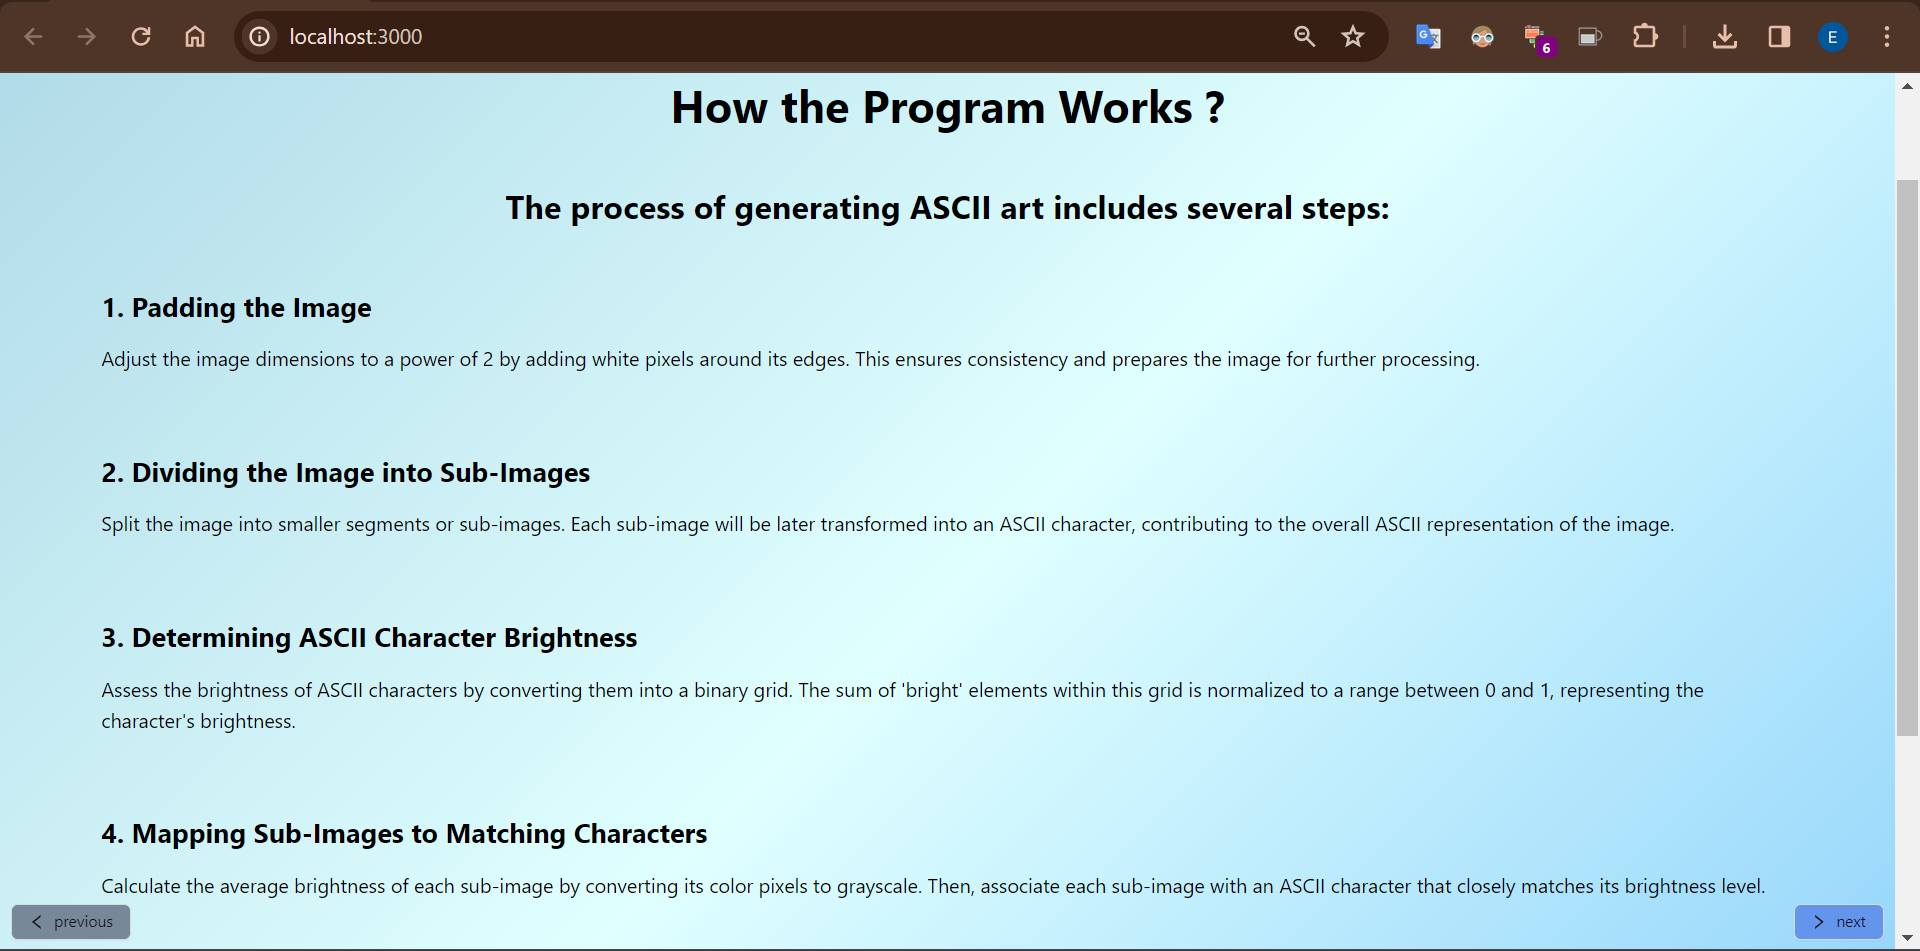 localhost:3000
6
E
How the Program Works ?
The process of generating ASCII art includes several steps:
1. Padding the Image
Adjust the image dimensions to a power of 2 by adding white pixels around its edges. This ensures consistency and prepares the image for further processing.
2. Dividing the Image into Sub-Images
Split the image into smaller segments or sub-images. Each sub-image will be later transformed into an ASCII character, contributing to the overall ASCII representation of the image.
3. Determining ASCII Character Brightness
Assess the brightness of ASCII characters by converting them into a binary grid. The sum of 'bright' elements within this grid is normalized to a range between 0 and 1, representing the
character's brightness.
4. Mapping Sub-Images to Matching Characters
Calculate the average brightness of each sub-image by converting its color pixels to grayscale. Then, associate each sub-image with an ASCII character that closely matches its brightness level.
previous
next